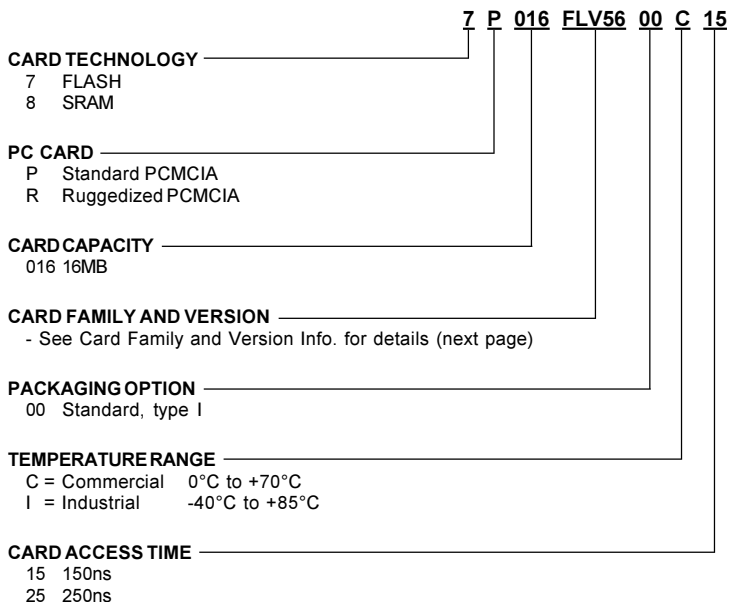 7 P 016 FLV56 00 C 15
CARD TECHNOLOGY
7 FLASH
8 SRAM
PC CARD
P Standard PCMCIA
R Ruggedized PCMCIA
CARD CAPACITY
016 16MB
CARD FAMILY AND VERSION
- See Card Family and Version Info. for details (next page)
PACKAGING OPTION
00 Standard, type I
TEMPERATURE RANGE
C = Commercial 0°C to +70°C
I = Industrial -40°C to +85°C
CARD ACCESS TIME
15 150ns
25 250ns